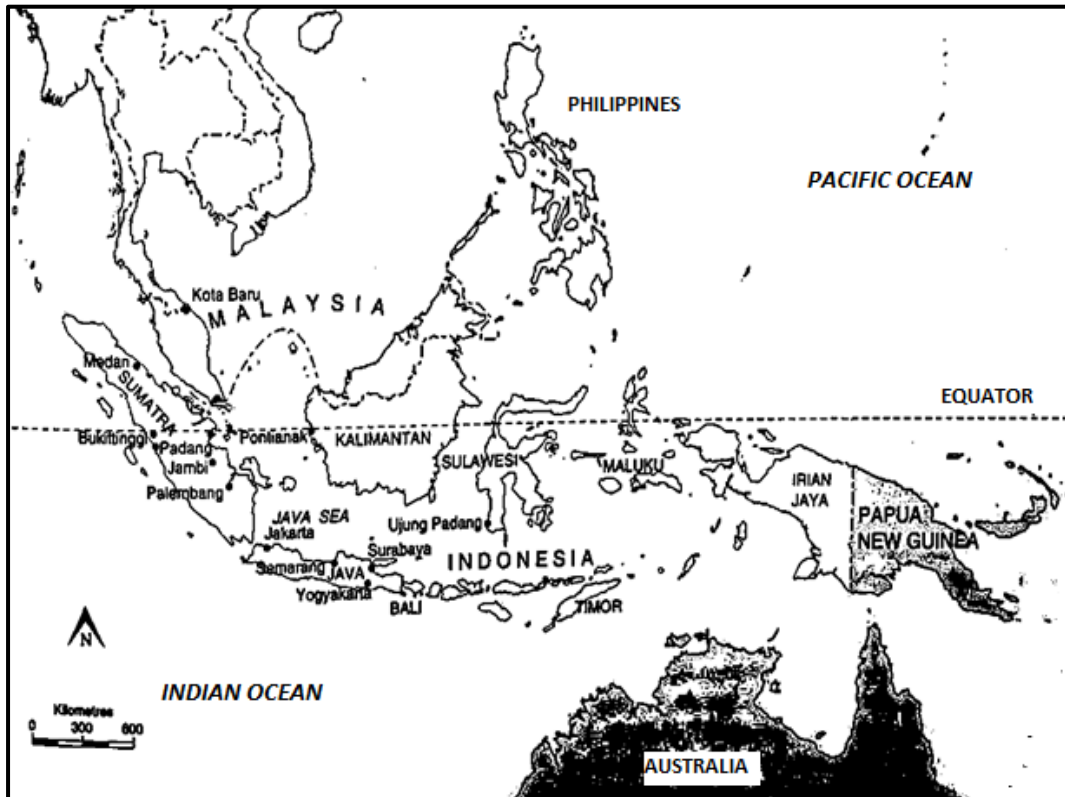 PHILIPPINES
PACIFIC OCEAN
Kota Baru
MALAYSIA
Medan
SUMATRA
EQUATOR
Bukittinggi
Padang
Jambi
Palembang
Pontianak
KALIMANTAN
SULAWESI
MALUKU
IRIAN
JAYA
PAPUA
NEW GUINEA
JAVA SEA
Jakarta
Ujung Padang
Surabaya
INDONESIA
Semarang
JAVA
Yogyakarta
BALI
TIMOR
N
INDIAN OCEAN
Kilometres
0 300 600
AUSTRALIA